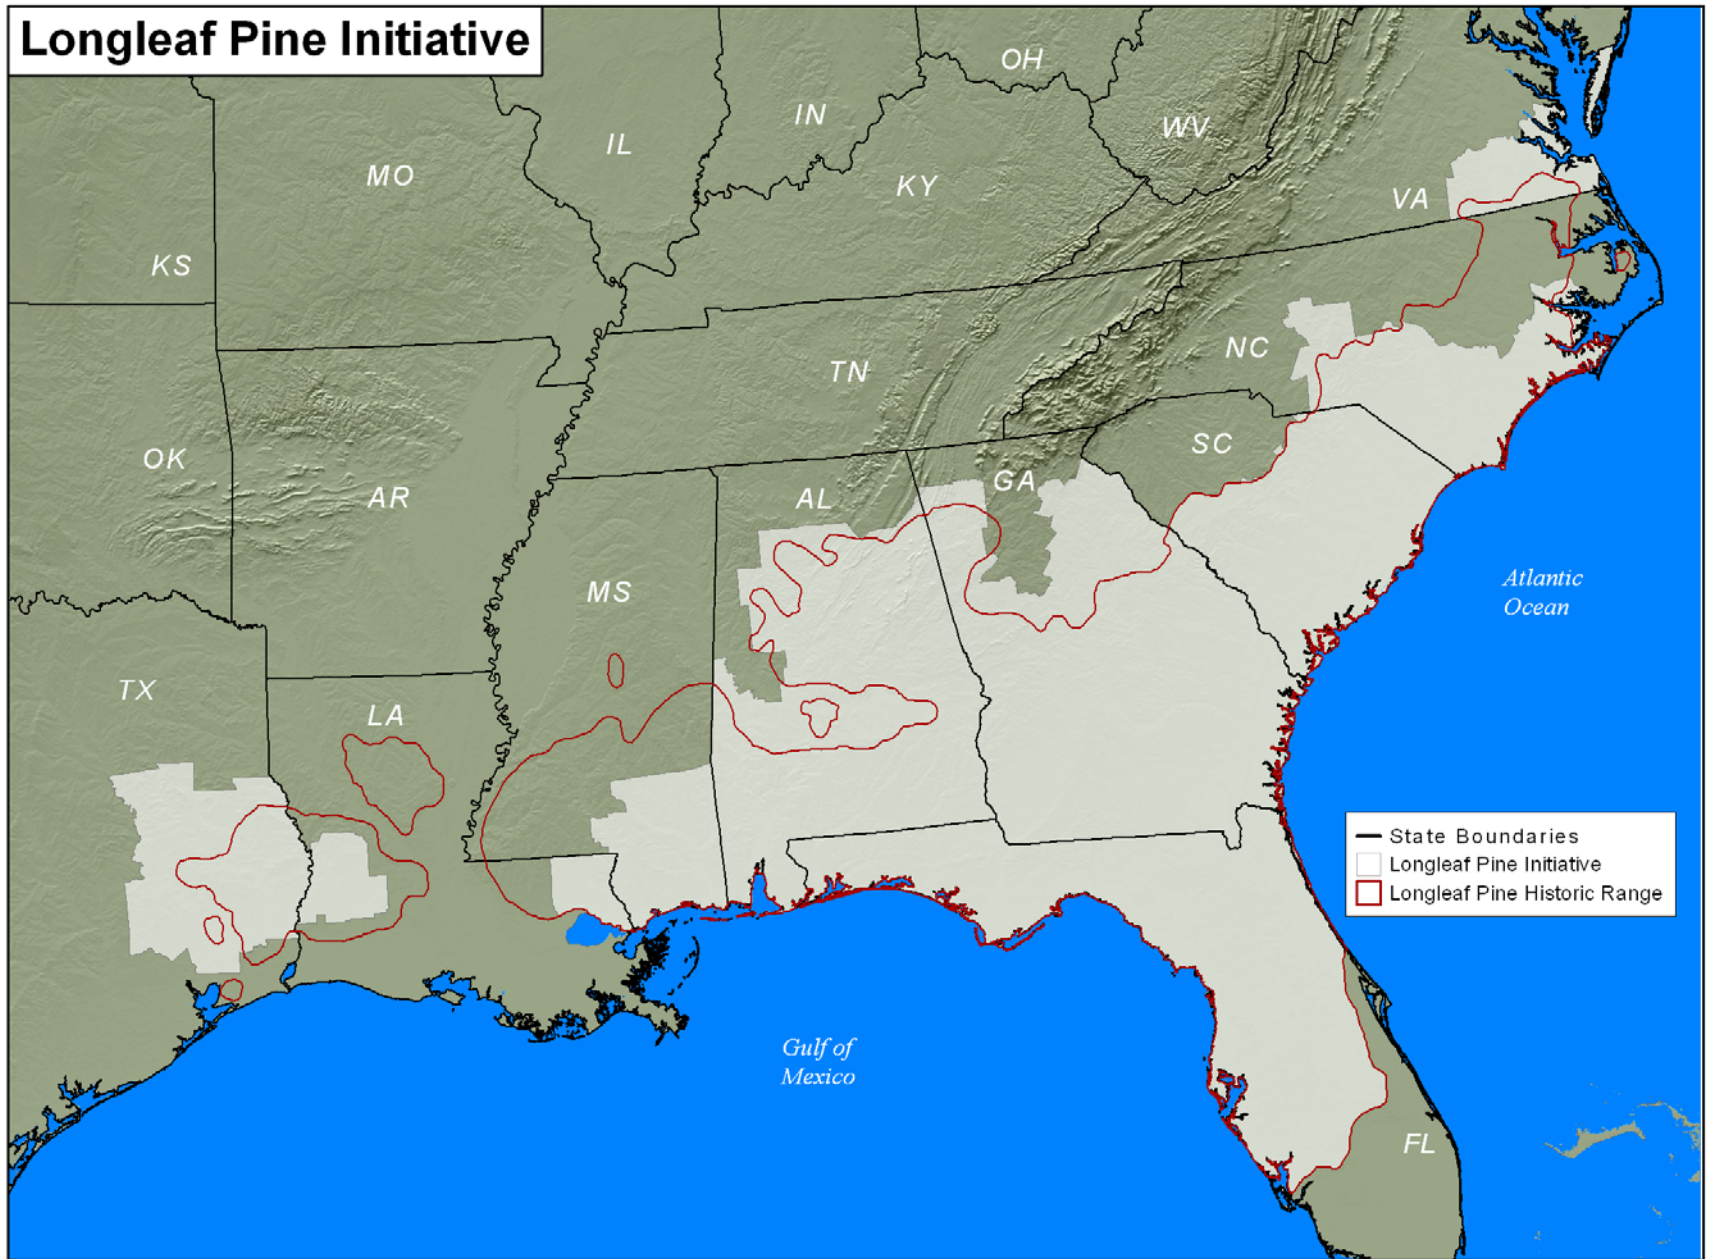 Longleaf Pine Initiative
OH
IN
IL
WV
MO
KY
VA
KS
NC
TN
SC
OK
GA
AR
AL
MS
Atlantic
Ocean
TX
LA
State Boundaries
Longleaf Pine Initiative
Longleaf Pine Historic Range
Gulf of
Mexico
FL